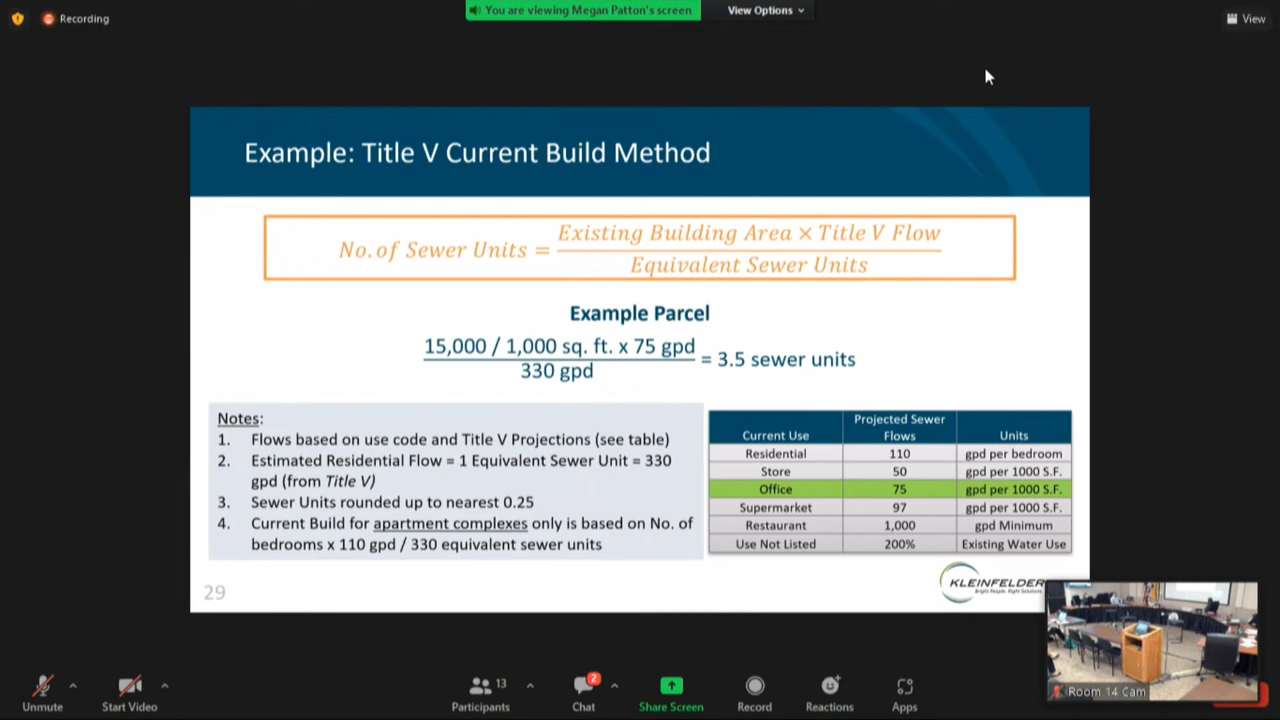 Recording
You are viewing Megan Patton's screen
View Options
View
Example: Title V Current Build Method
No. of Sewer Units = Existing Building Area × Title V Flow
Equivalent Sewer Units
Example Parcel
15,000 / 1,000 sq. ft. x 75 gpd
= 3.5 sewer units
330 gpd
Notes:
1. Flows based on use code and Title V Projections (see table)
2. Estimated Residential Flow = 1 Equivalent Sewer Unit = 330
gpd (from Title V)
3. Sewer Units rounded up to nearest 0.25
4. Current Build for apartment complexes only is based on No. of
bedrooms x 110 gpd / 330 equivalent sewer units
Current Use Projected Sewer Flows Units
Residential 110 gpd per bedroom
Store 50 gpd per 1000 S.F.
Office 75 gpd per 1000 S.F.
Supermarket 97 gpd per 1000 S.F.
Restaurant 1,000 gpd Minimum
Use Not Listed 200% Existing Water Use
29
KLEINFELDER
Bright People. Right Solutions.
Room 14 Cam
Unmute
Start Video
Participants 13
Chat 2
Share Screen
Record
Reactions
Apps